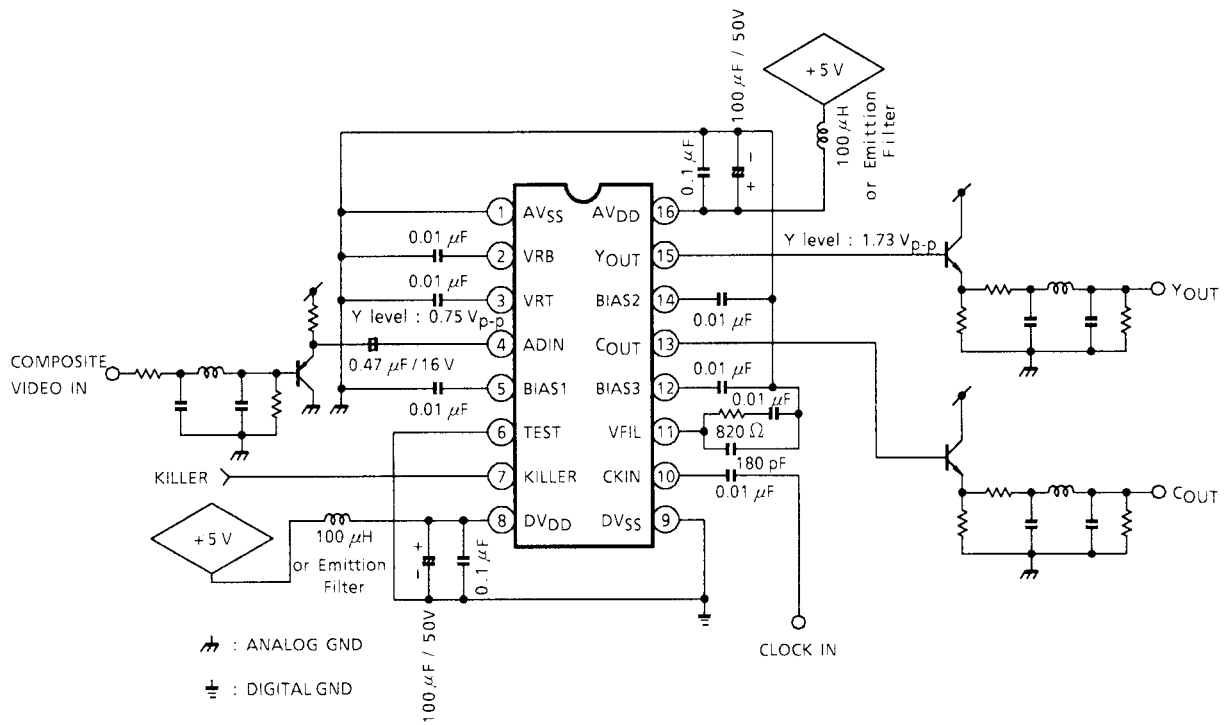 100 μF / 50V
+5 V
100 μH
or Emittion
Filter
0.1 μF
−
+
1 AVSS
AVDD 16
0.01 μF
2 VRB
YOUT 15
Y level : 1.73 Vp-p
0.01 μF
3 VRT
BIAS2 14
0.01 μF
YOUT
Y level : 0.75 Vp-p
4 ADIN
COUT 13
0.47 μF/16 V
COMPOSITE
VIDEO IN
5 BIAS1
BIAS3 12
0.01 μF
0.01 μF
0.01 μF
6 TEST
VFIL 11
820 Ω
180 pF
KILLER
7 KILLER
CKIN 10
0.01 μF
COUT
+5 V
100 μH
or Emittion
Filter
8 DVDD
DVSS 9
+
−
0.1 μF
100 μF / 50V
CLOCK IN
: ANALOG GND
: DIGITAL GND